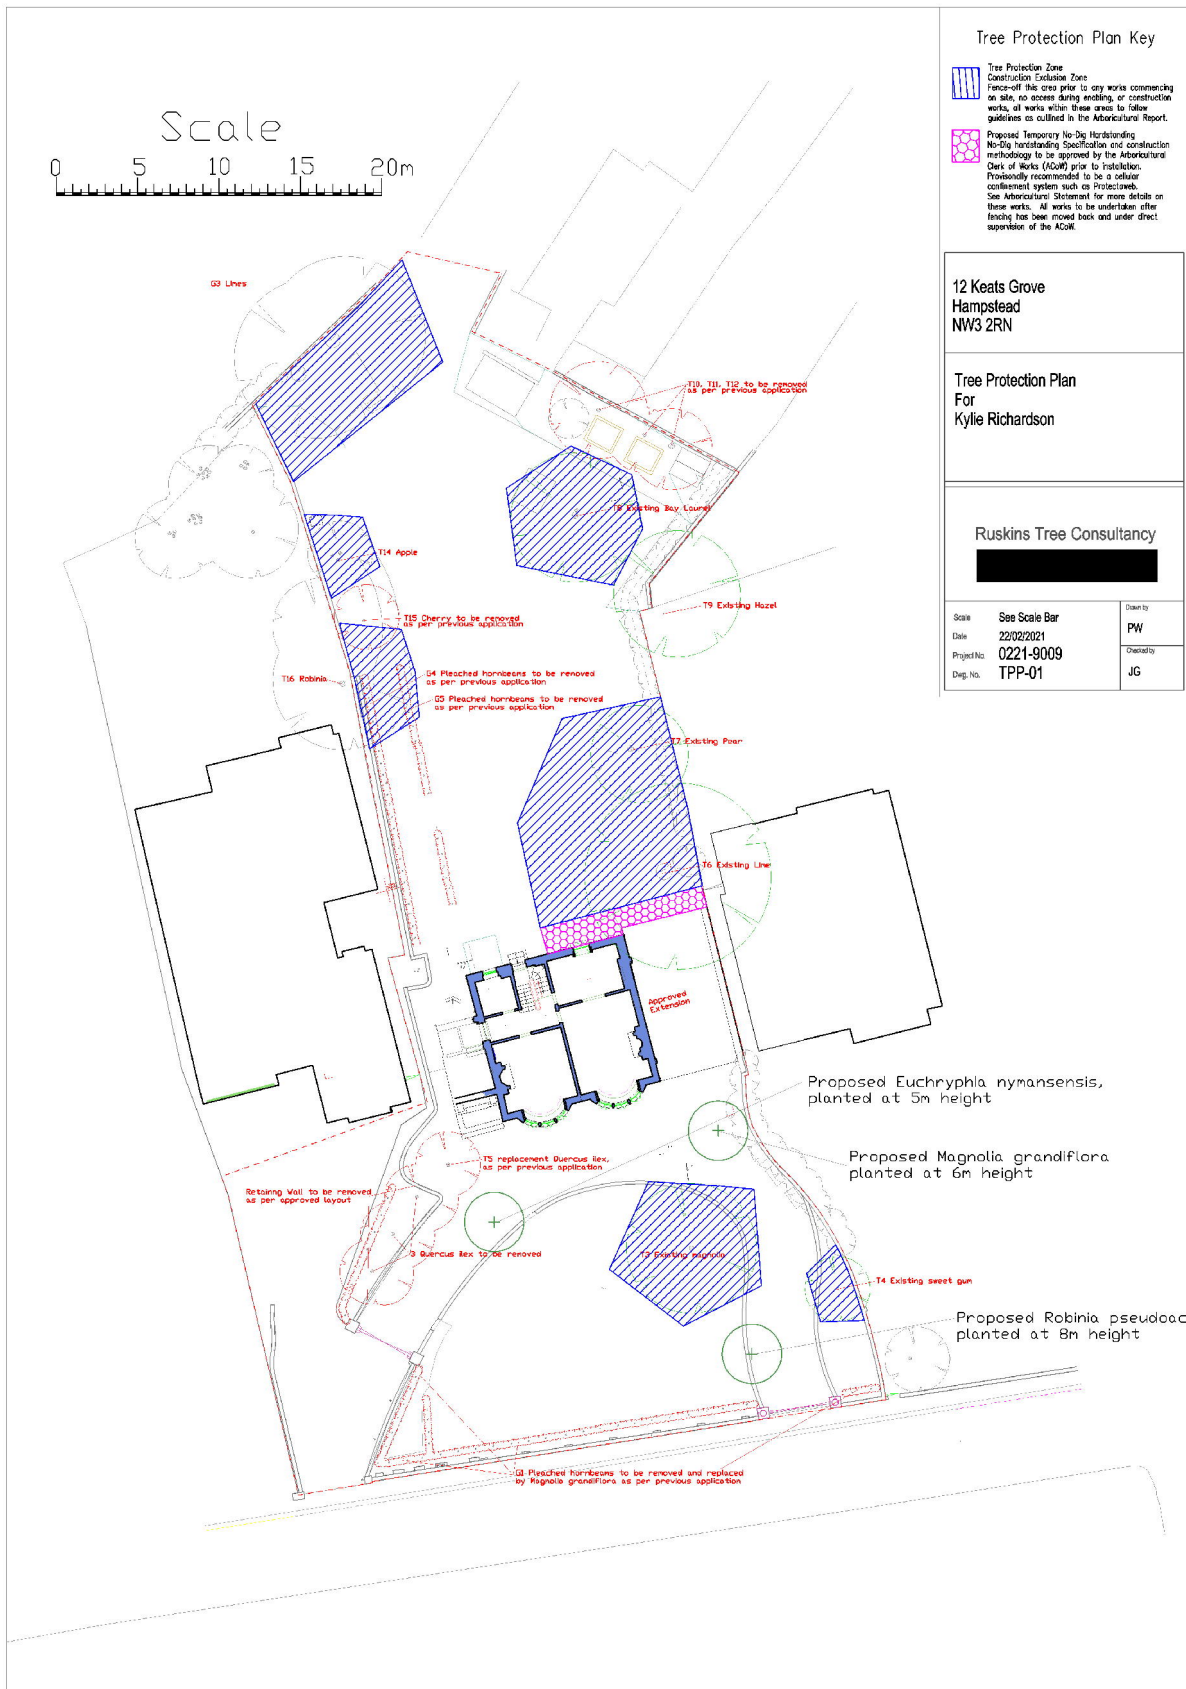 Tree Protection Plan Key
Tree Protection Zone
Construction Exclusion Zone
Fence-off this area prior to any works commencing
on site, no access during enabling, or construction
works, all works within these areas to follow
guidelines as outlined in the Arboricultural Report.
Proposed Temporary No-Dig Hardstanding
No-Dig hardstanding Specification and construction
methodology to be approved by the Arboricultural
Clerk of Works (ACoW) prior to installation.
Provisionally recommended to be a cellular
confinement system such as Protectaweb.
See Arboricultural Statement for more details on
these works. All works to be undertaken after
fencing has been moved back and under direct
supervision of the ACoW.
12 Keats Grove
Hampstead
NW3 2RN
Tree Protection Plan
For
Kylie Richardson
Ruskins Tree Consultancy
Scale See Scale Bar
Date 22/02/2021
Project No. 0221-9009
Dwg. No. TPP-01
Drawn by
PW
Checked by
JG
Scale
0 5 10 15 20m
G3 Limes
T10, T11, T12 to be removed
as per previous application
T8 Existing Bay Laurel
T14 Apple
T9 Existing Hazel
T15 Cherry to be removed
as per previous application
T16 Robinia
G4 Pleached hornbeams to be removed
as per previous application
G5 Pleached hornbeams to be removed
as per previous application
T7 Existing Pear
T6 Existing Lime
Approved
Extension
Proposed Euchryphia nymansensis,
planted at 5m height
Proposed Magnolia grandiflora
planted at 6m height
T5 replacement Quercus ilex,
as per previous application
Retaining Wall to be removed
as per approved layout
3 Quercus ilex to be removed
T3 Existing magnolia
T4 Existing sweet gum
Proposed Robinia pseudoac
planted at 8m height
G1 Pleached hornbeams to be removed and replaced
by Magnolia grandiflora as per previous application